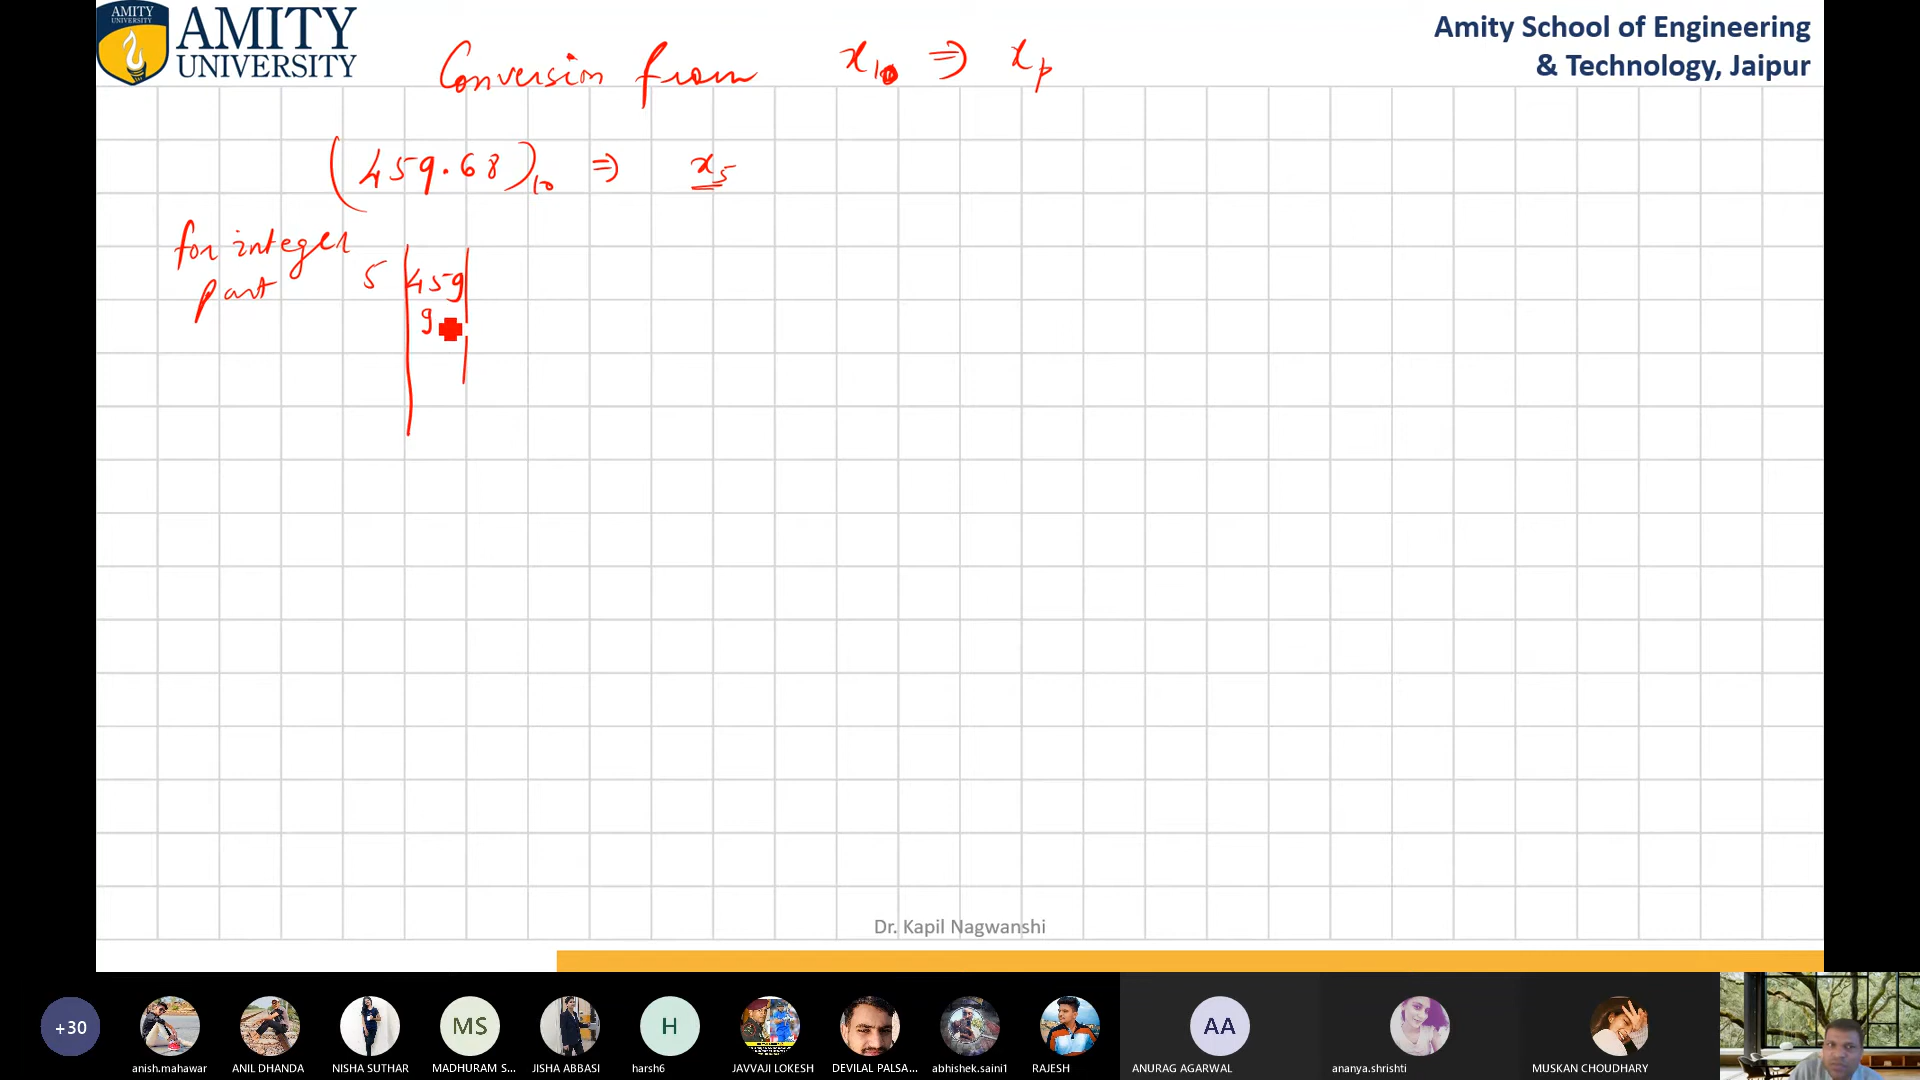 AMITY
UNIVERSITY
AMITY
UNIVERSITY
Amity School of Engineering
& Technology, Jaipur
Conversion from x10 ⇒ xp
(459.68)10 ⇒ x5
for integer
part
5 459
9
Dr. Kapil Nagwanshi
+30
MS
H
AA
anish.mahawar
ANIL DHANDA
NISHA SUTHAR
MADHURAM S...
JISHA ABBASI
harsh6
JAVVAJI LOKESH
DEVILAL PALSA...
abhishek.saini1
RAJESH
ANURAG AGARWAL
ananya.shrishti
MUSKAN CHOUDHARY